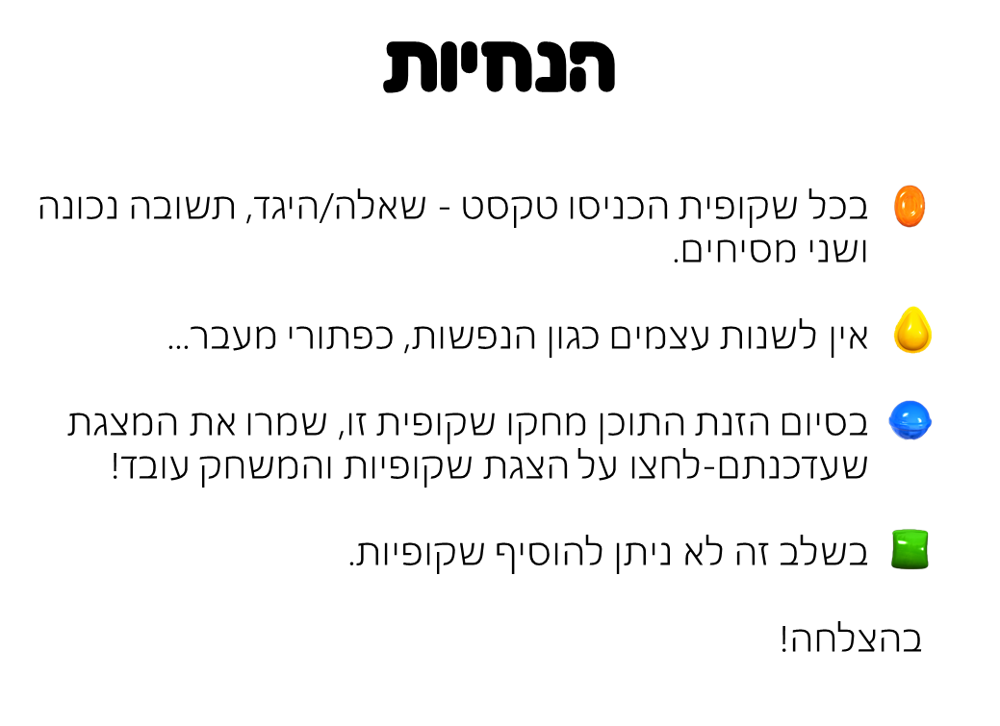 הנחיות
בכל שקופית הכניסו טקסט - שאלה/היגד, תשובה נכונה
ושני מסיחים.
אין לשנות עצמים כגון הנפשות, כפתורי מעבר...
בסיום הזנת התוכן מחקו שקופית זו, שמרו את המצגת
שעדכנתם-לחצו על הצגת שקופיות והמשחק עובד!
בשלב זה לא ניתן להוסיף שקופיות.
בהצלחה!